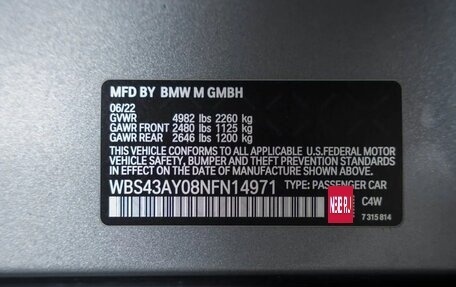 MFD BY BMW M GMBH
06/22
GVWR 4982 lbs 2260 kg
GAWR FRONT 2480 lbs 1125 kg
GAWR REAR 2646 lbs 1200 kg
THIS VEHICLE CONFORMS TO ALL APPLICABLE U.S.FEDERAL MOTOR
VEHICLE SAFETY, BUMPER AND THEFT PREVENTION STANDARDS
IN EFFECT ON THE DATE OF MANUFACTURE SHOWN ABOVE.
WBS43AY08NFN14971 TYPE: PASSENGER CAR
C4W
7 315 814